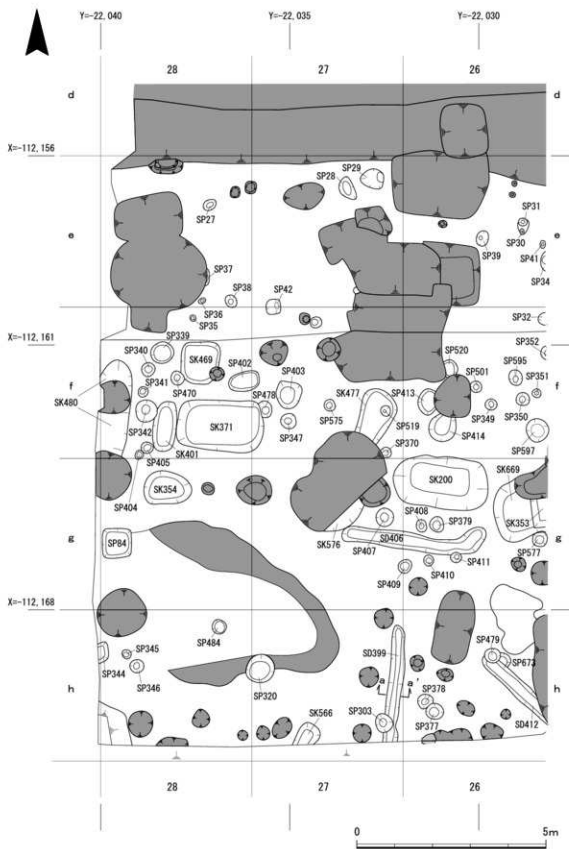 Y=-22,040 Y=-22,035 Y=-22,030
28 27 26
d d
X=-112,156
SP28 SP29
SP27
SP31
SP30
SP39
SP41
SP34
e e
SP37
SP38
SP42
SP36
SP35
SP32
X=-112,161
SP340 SP339
SK469
SP402
SP403
SP520
SP352
SP595
SP501
SP351
f f
SP341
SP470
SP478
SK477
SP413
SK480
SP575
SP519
SP349
SP350
SP342
SK371
SP347
SP414
SP370
SP597
SK401
SP405
SK669
SP404
SK354
SK200
SK353
SP408
SP379
g g
SP84
SK576
SD406
SP407
SP577
SP411
SP410
SP409
X=-112,168
SP345
SP484
SD399
SP479
SP673
SP344
SP346
h h
SP320
a a'
SP378
SK566
SP303
SP377
SD412
28 27 26
0 5m